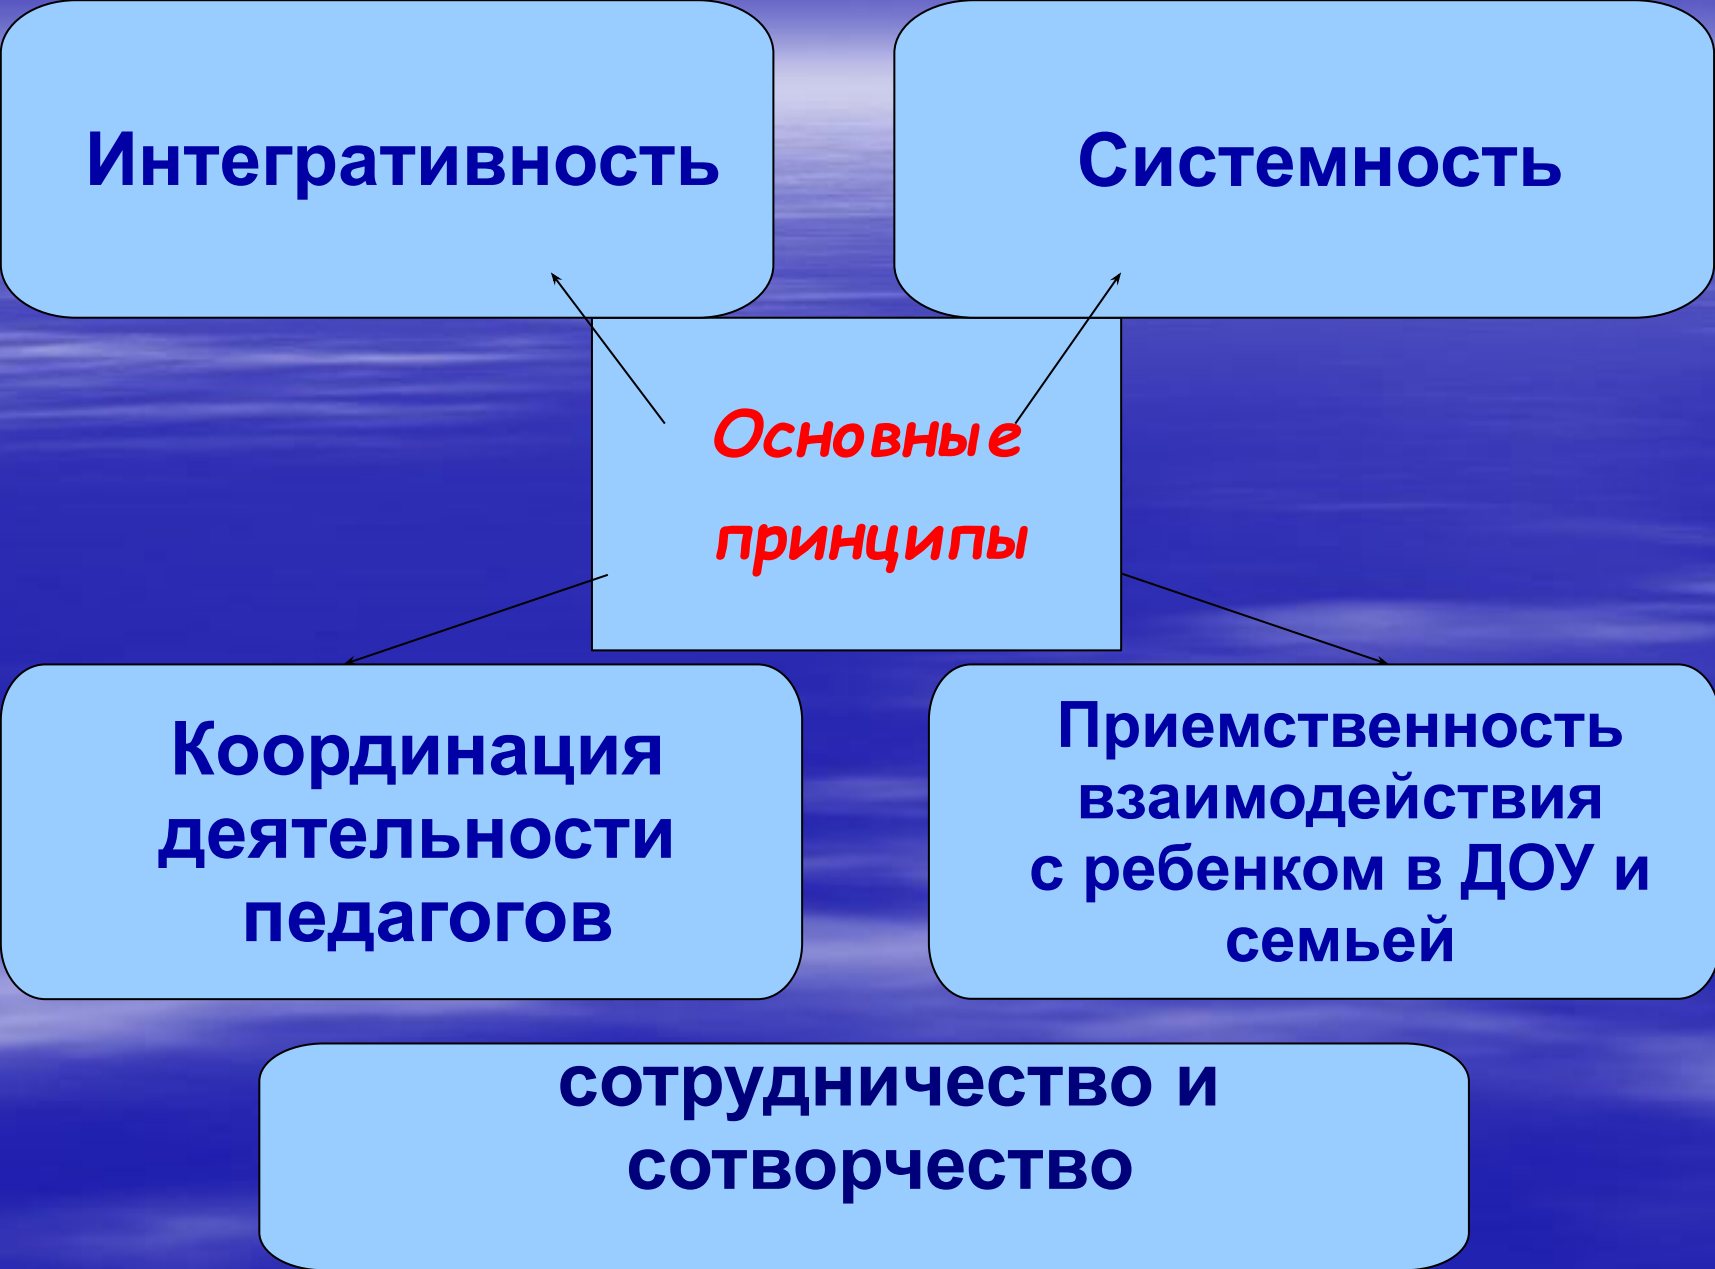 Интегративность
Системность
Основные
принципы
Координация
деятельности
педагогов
Приемственность
взаимодействия
с ребенком в ДОУ и
семьей
сотрудничество и
сотворчество